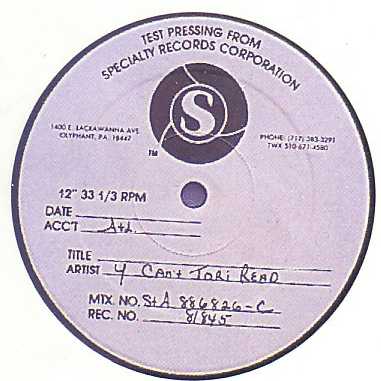 TEST PRESSING FROM
SPECIALTY RECORDS CORPORATION
S
1400 E. LACKAWANNA AVE.
OLYPHANT, PA. 18447
PHONE: (717) 383-3291
TWX 510-671-4580
TM
12" 33 1/3 RPM
DATE
ACC'T Atl.
TITLE
ARTIST Y Can't Tori Read
MIX. NO. StA 886826-C
REC. NO. 81845